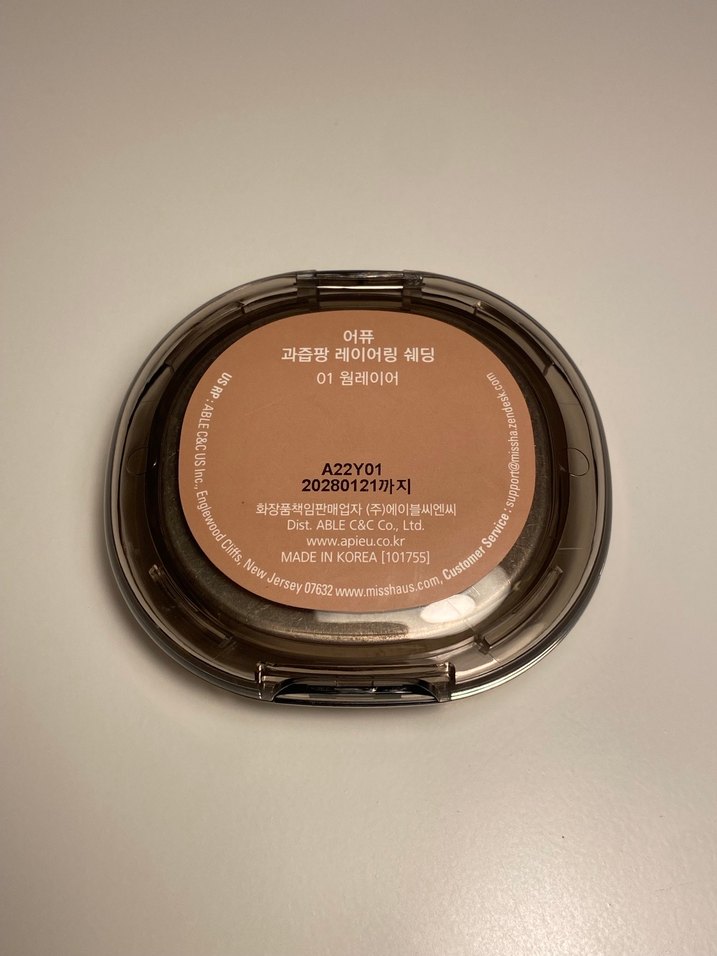 어퓨
과즙팡 레이어링 쉐딩
01 웜레이어
A22Y01
20280121까지
화장품책임판매업자 (주)에이블씨엔씨
Dist. ABLE C&C Co., Ltd.
www.apieu.co.kr
MADE IN KOREA [101755]
US RP : ABLE C&C US Inc., Englewood Cliffs, New Jersey 07632 www.misshaus.com, Customer Service : support@missha.zendesk.com